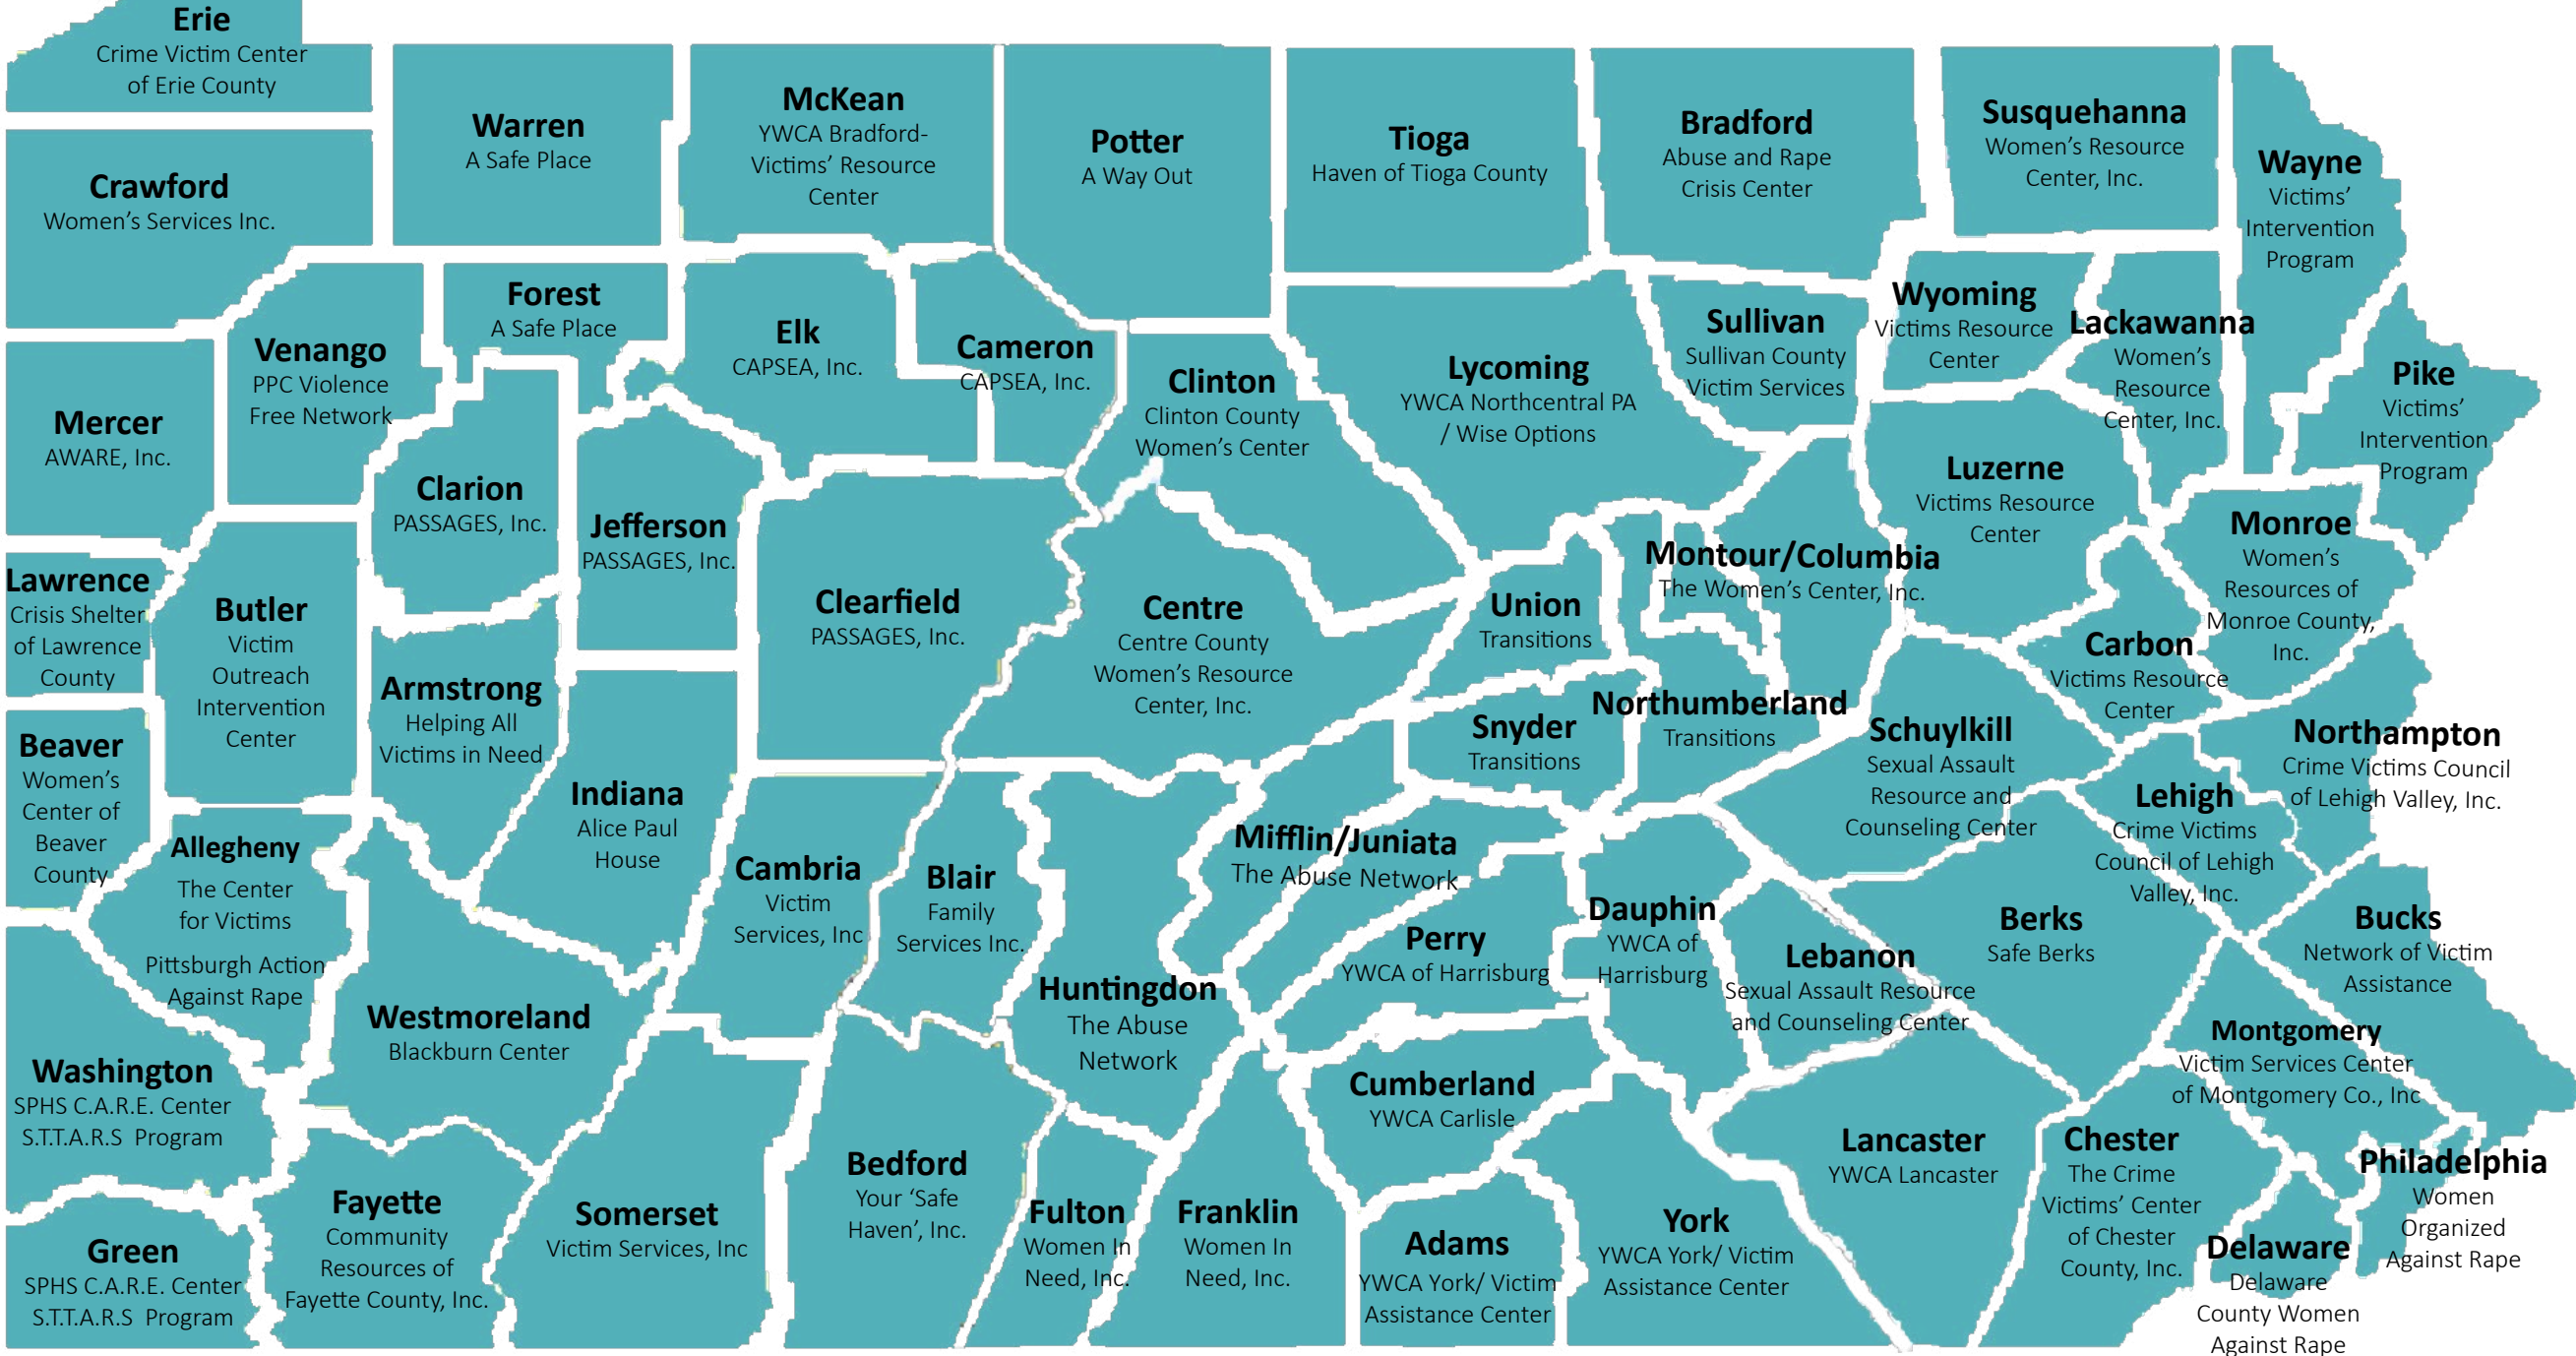 Erie
Crime Victim Center
of Erie County
Warren
A Safe Place
McKean
YWCA Bradford-
Victims’ Resource
Center
Potter
A Way Out
Tioga
Haven of Tioga County
Bradford
Abuse and Rape
Crisis Center
Susquehanna
Women’s Resource
Center, Inc.
Wayne
Victims’
Intervention
Program
Crawford
Women’s Services Inc.
Venango
PPC Violence
Free Network
Forest
A Safe Place
Elk
CAPSEA, Inc.
Cameron
CAPSEA, Inc.
Clinton
Clinton County
Women’s Center
Lycoming
YWCA Northcentral PA
/ Wise Options
Sullivan
Sullivan County
Victim Services
Wyoming
Victims Resource
Center
Lackawanna
Women’s
Resource
Center, Inc.
Pike
Victims’
Intervention
Program
Mercer
AWARE, Inc.
Clarion
PASSAGES, Inc.
Jefferson
PASSAGES, Inc.
Clearfield
PASSAGES, Inc.
Centre
Centre County
Women’s Resource
Center, Inc.
Union
Transitions
Montour/Columbia
The Women’s Center, Inc.
Luzerne
Victims Resource
Center
Monroe
Women’s
Resources of
Monroe County,
Inc.
Lawrence
Crisis Shelter
of Lawrence
County
Butler
Victim
Outreach
Intervention
Center
Armstrong
Helping All
Victims in Need
Snyder
Transitions
Northumberland
Transitions
Carbon
Victims Resource
Center
Schuylkill
Sexual Assault
Resource and
Counseling Center
Northampton
Crime Victims Council
of Lehigh Valley, Inc.
Beaver
Women’s
Center of
Beaver
County
Allegheny
The Center
for Victims
Pittsburgh Action
Against Rape
Indiana
Alice Paul
House
Cambria
Victim
Services, Inc
Blair
Family
Services Inc.
Huntingdon
The Abuse
Network
Mifflin/Juniata
The Abuse Network
Perry
YWCA of Harrisburg
Dauphin
YWCA of
Harrisburg
Lebanon
Sexual Assault Resource
and Counseling Center
Lehigh
Crime Victims
Council of Lehigh
Valley, Inc.
Berks
Safe Berks
Bucks
Network of Victim
Assistance
Westmoreland
Blackburn Center
Washington
SPHS C.A.R.E. Center
S.T.T.A.R.S  Program
Cumberland
YWCA Carlisle
Montgomery
Victim Services Center
of Montgomery Co., Inc
Lancaster
YWCA Lancaster
Chester
The Crime
Victims’ Center
of Chester
County, Inc.
Philadelphia
Women
Organized
Against Rape
Green
SPHS C.A.R.E. Center
S.T.T.A.R.S  Program
Fayette
Community
Resources of
Fayette County, Inc.
Somerset
Victim Services, Inc
Bedford
Your ‘Safe
Haven’, Inc.
Fulton
Women In
Need, Inc.
Franklin
Women In
Need, Inc.
Adams
YWCA York/ Victim
Assistance Center
York
YWCA York/ Victim
Assistance Center
Delaware
Delaware
County Women
Against Rape